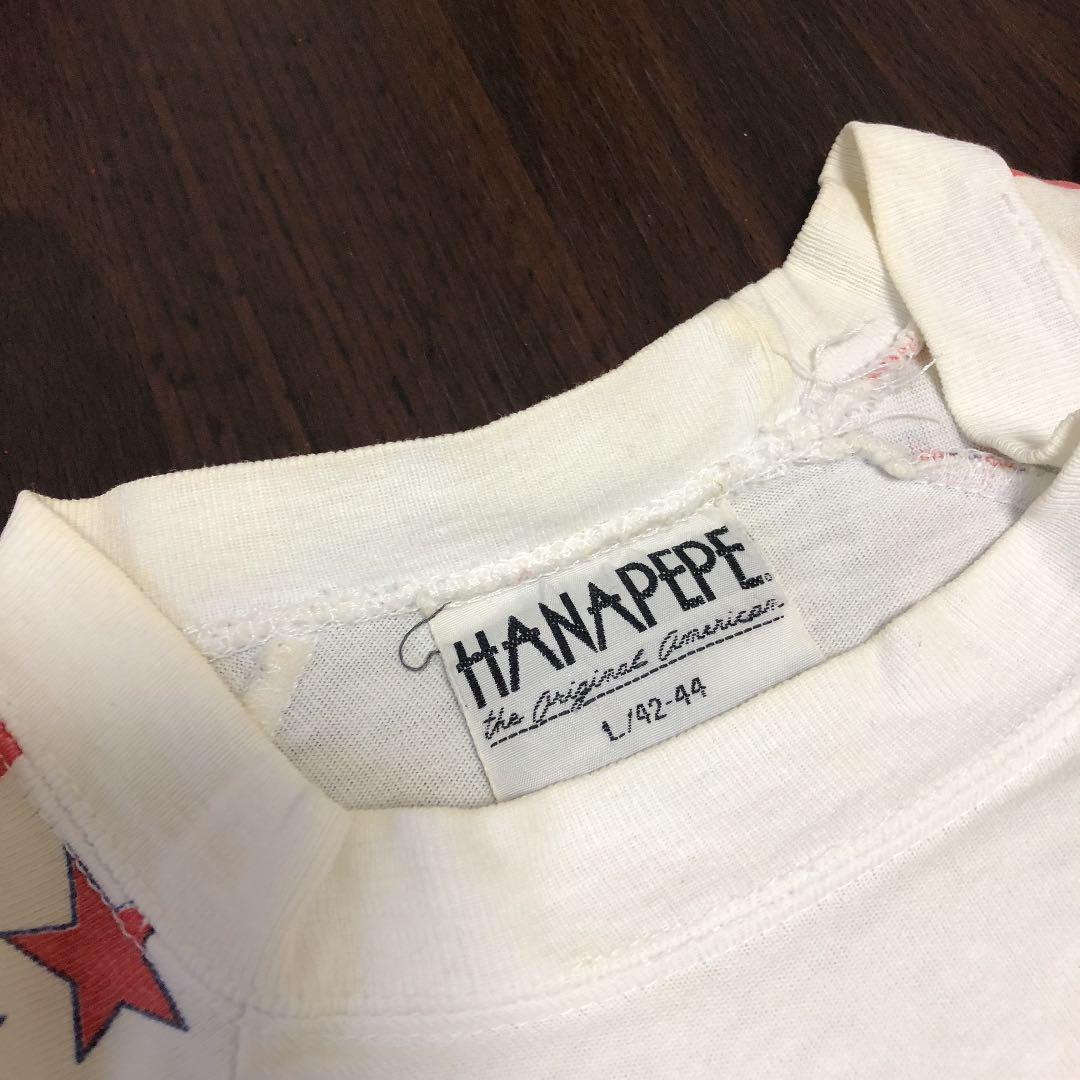 HANAPEPE
the Original American
L/42-44